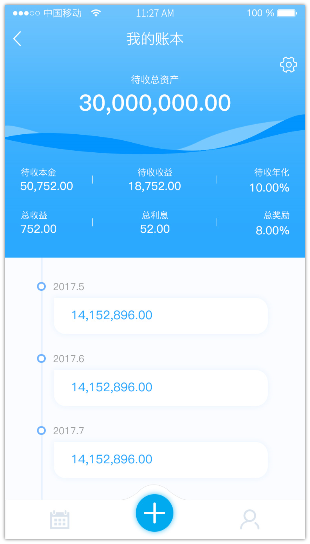 中国移动 11:27 AM 100 %
我的账本
待收总资产
30,000,000.00
待收本金 待收收益 待收年化
50,752.00 18,752.00 10.00%
总收益 总利息 总奖励
752.00 52.00 8.00%
2017.5
14,152,896.00
2017.6
14,152,896.00
2017.7
14,152,896.00